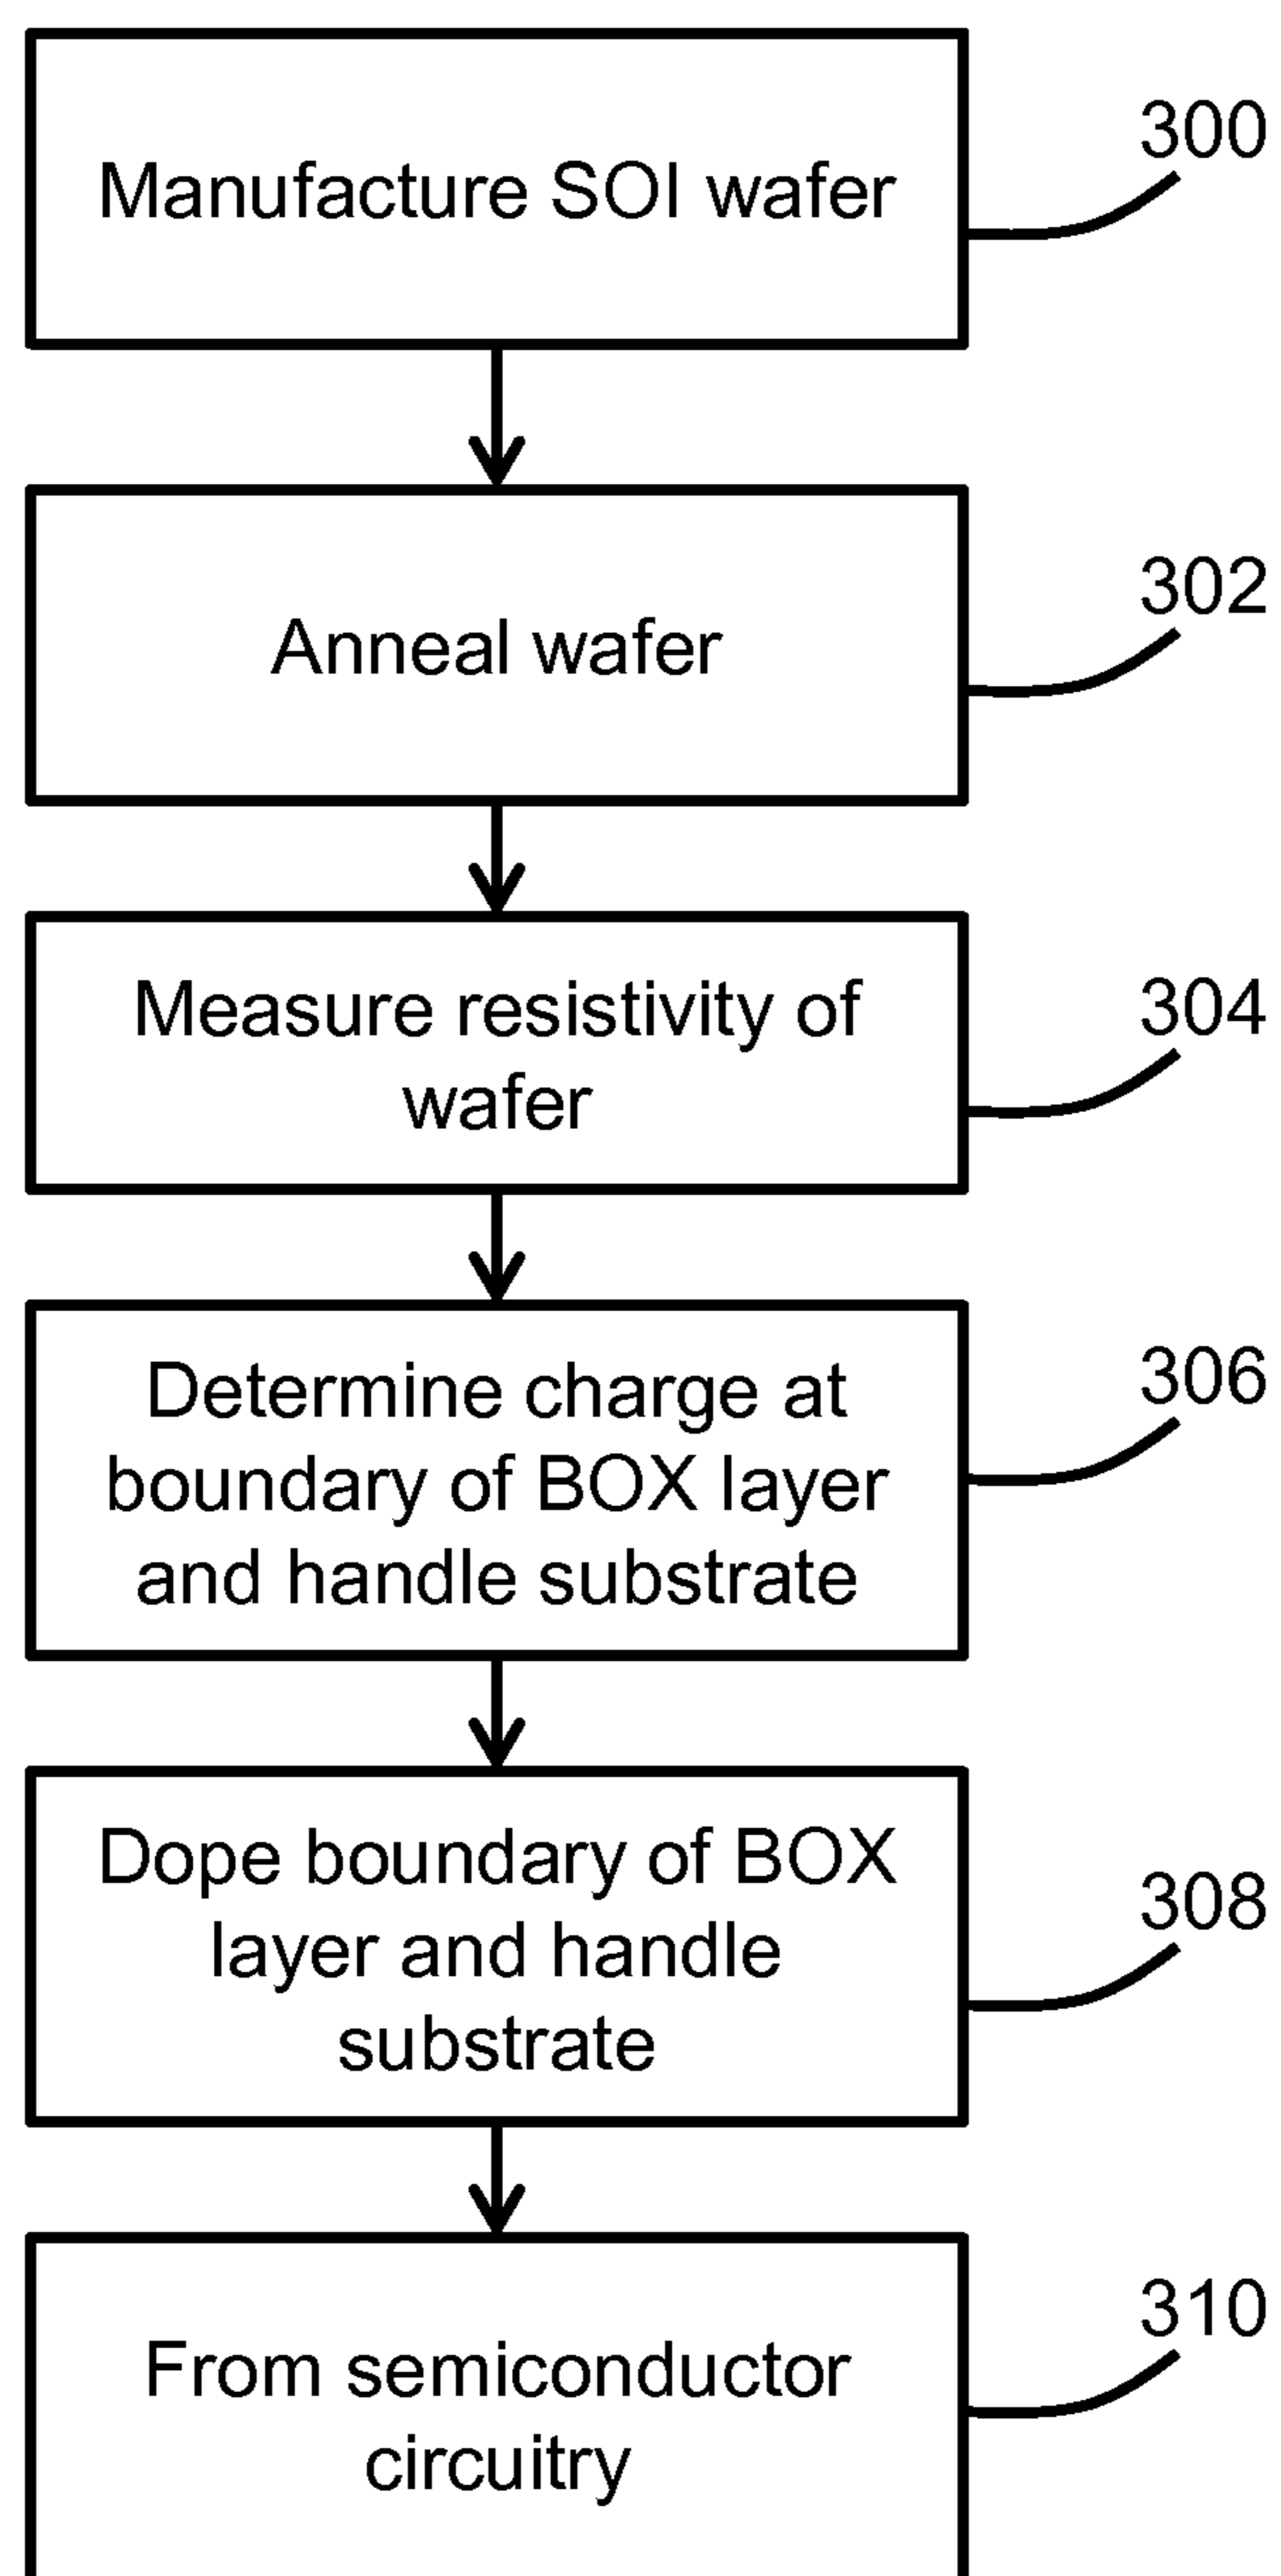 Manufacture SOI wafer
300
Anneal wafer
302
Measure resistivity of
wafer
304
Determine charge at
boundary of BOX layer
and handle substrate
306
Dope boundary of BOX
layer and handle
substrate
308
From semiconductor
circuitry
310